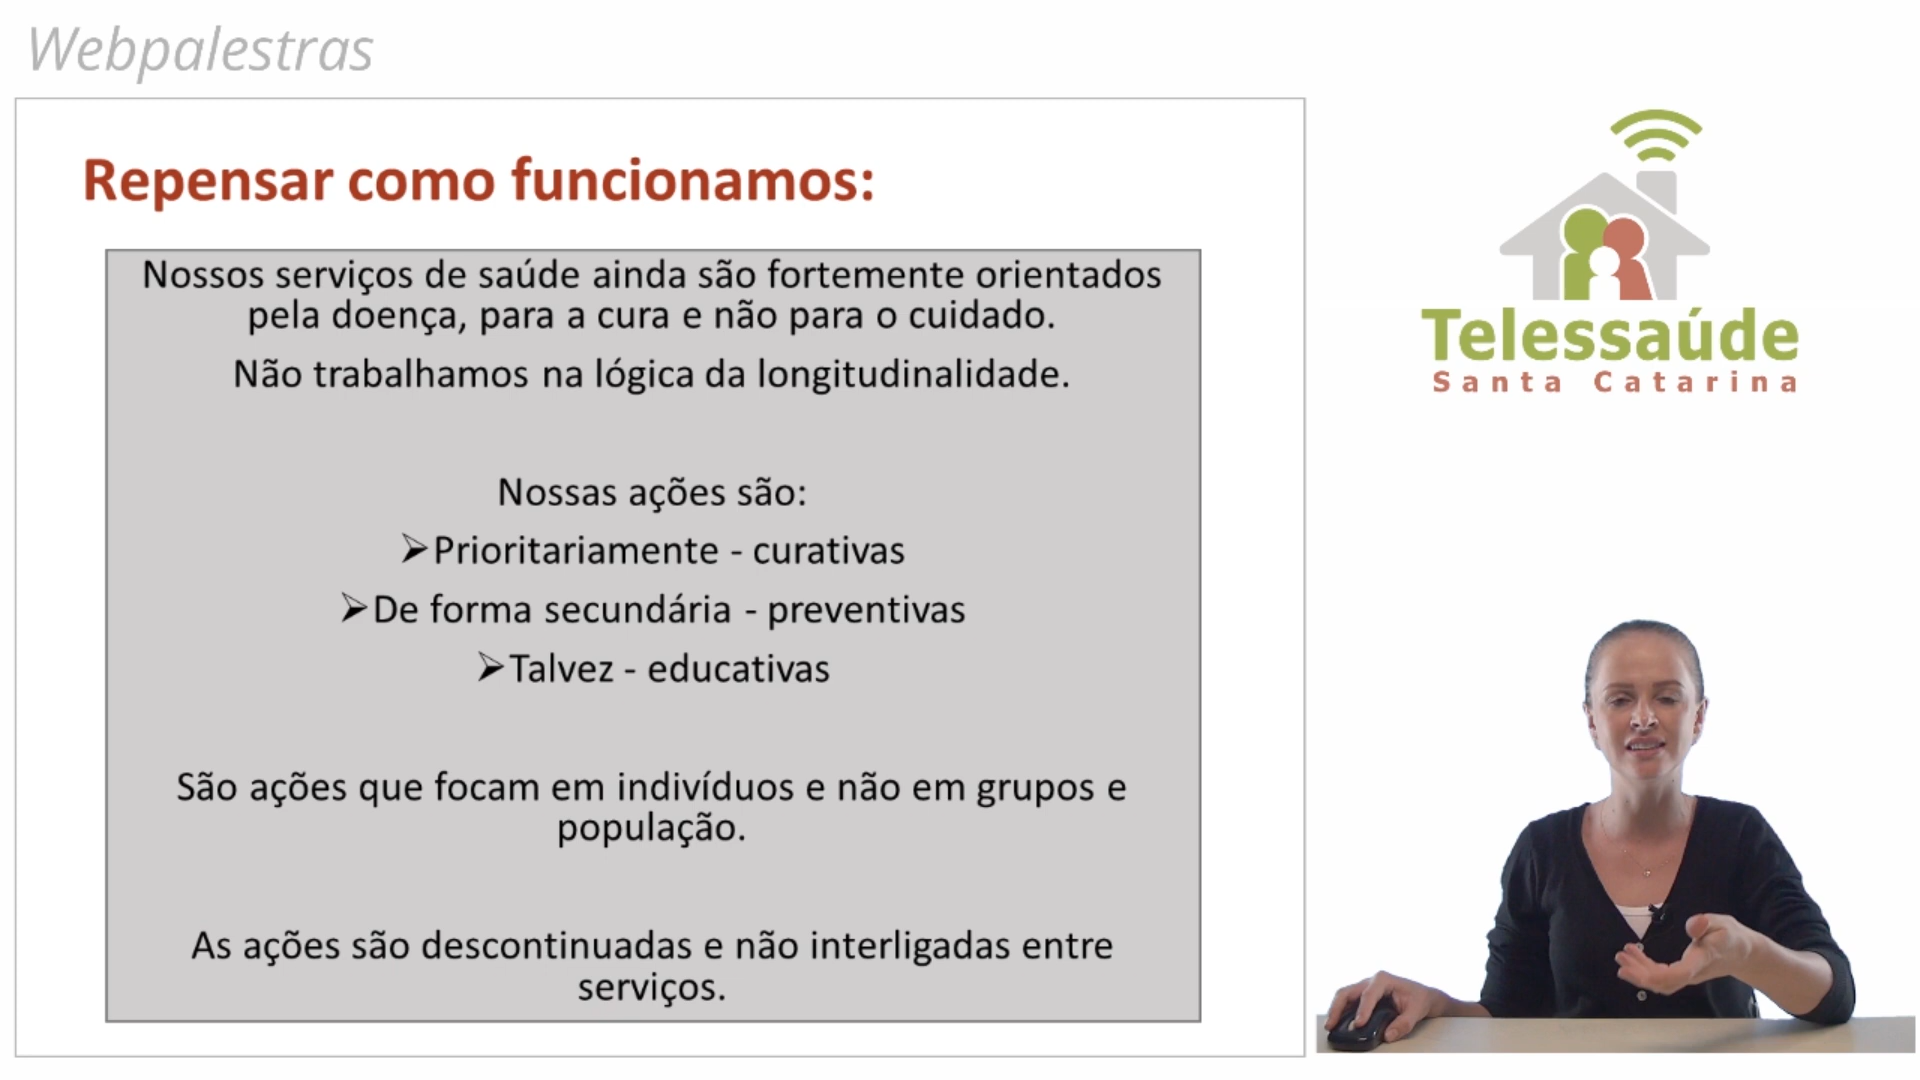 Webpalestras
Repensar como funcionamos:
Nossos serviços de saúde ainda são fortemente orientados
pela doença, para a cura e não para o cuidado.
Não trabalhamos na lógica da longitudinalidade.
Nossas ações são:
➢Prioritariamente - curativas
➢De forma secundária - preventivas
➢Talvez - educativas
São ações que focam em indivíduos e não em grupos e
população.
As ações são descontinuadas e não interligadas entre
serviços.
Telessaúde
Santa Catarina